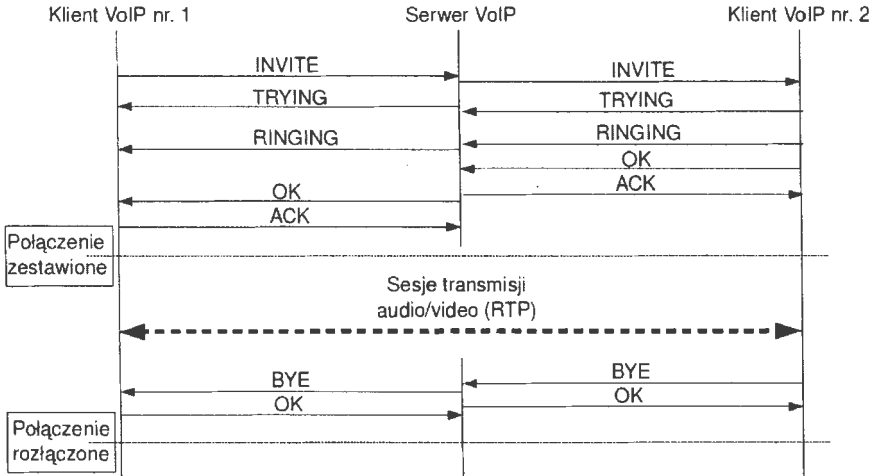 Klient VoIP nr. 1 Serwer VoIP Klient VoIP nr. 2
INVITE INVITE
TRYING TRYING
RINGING RINGING
OK
ACK
OK
ACK
Połączenie
zestawione
Sesje transmisji
audio/video (RTP)
BYE BYE
OK OK
Połączenie
rozłączone